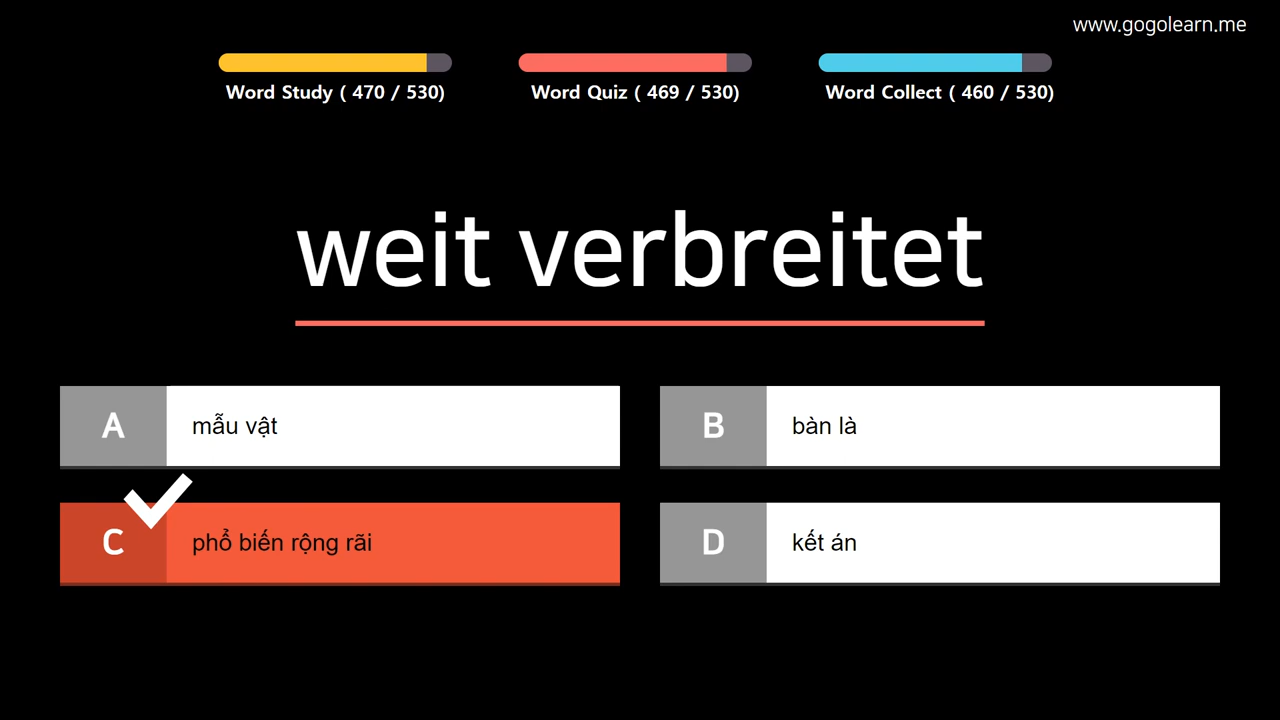 www.gogolearn.me
Word Study ( 470 / 530)
Word Quiz ( 469 / 530)
Word Collect ( 460 / 530)
weit verbreitet
A mẫu vật
B bàn là
C phổ biến rộng rãi
D kết án